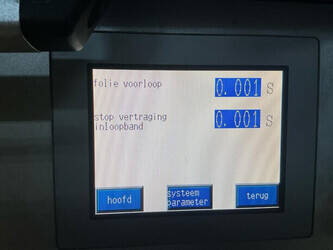 folie voorloop 0.001 S
stop vertraging 0.001 S
inloopband
hoofd systeem terug
parameter